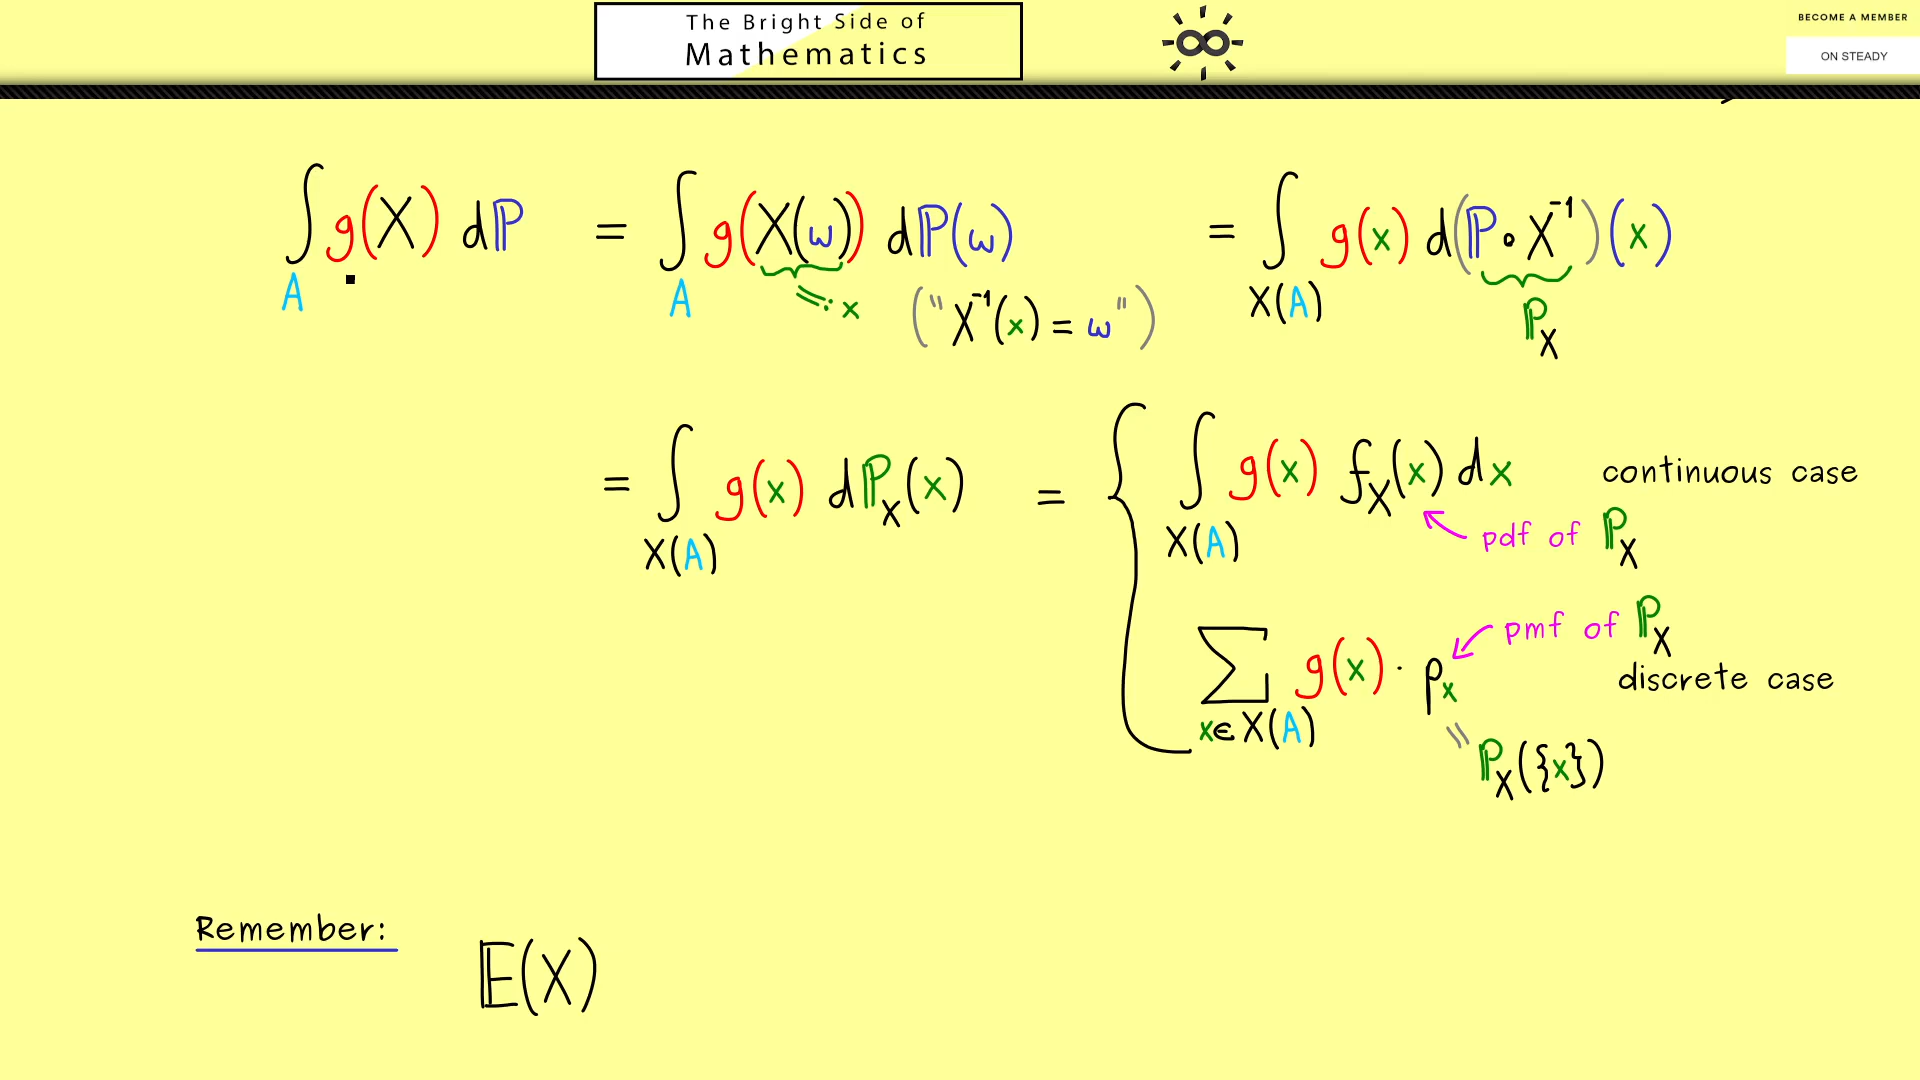 The Bright Side of
Mathematics
BECOME A MEMBER
ON STEADY
∫_A g(X) dℙ = ∫_A g(X(ω)) dℙ(ω) = ∫_{X(A)} g(x) d(ℙ∘X⁻¹)(x)
=: x
("X⁻¹(x) = ω")
ℙ_X
= ∫_{X(A)} g(x) dℙ_X(x) = { ∫_{X(A)} g(x) f_X(x) dx continuous case
pdf of ℙ_X
pmf of ℙ_X
∑_{x∈X(A)} g(x) · p_x discrete case
= ℙ_X({x})
Remember: 𝔼(X)